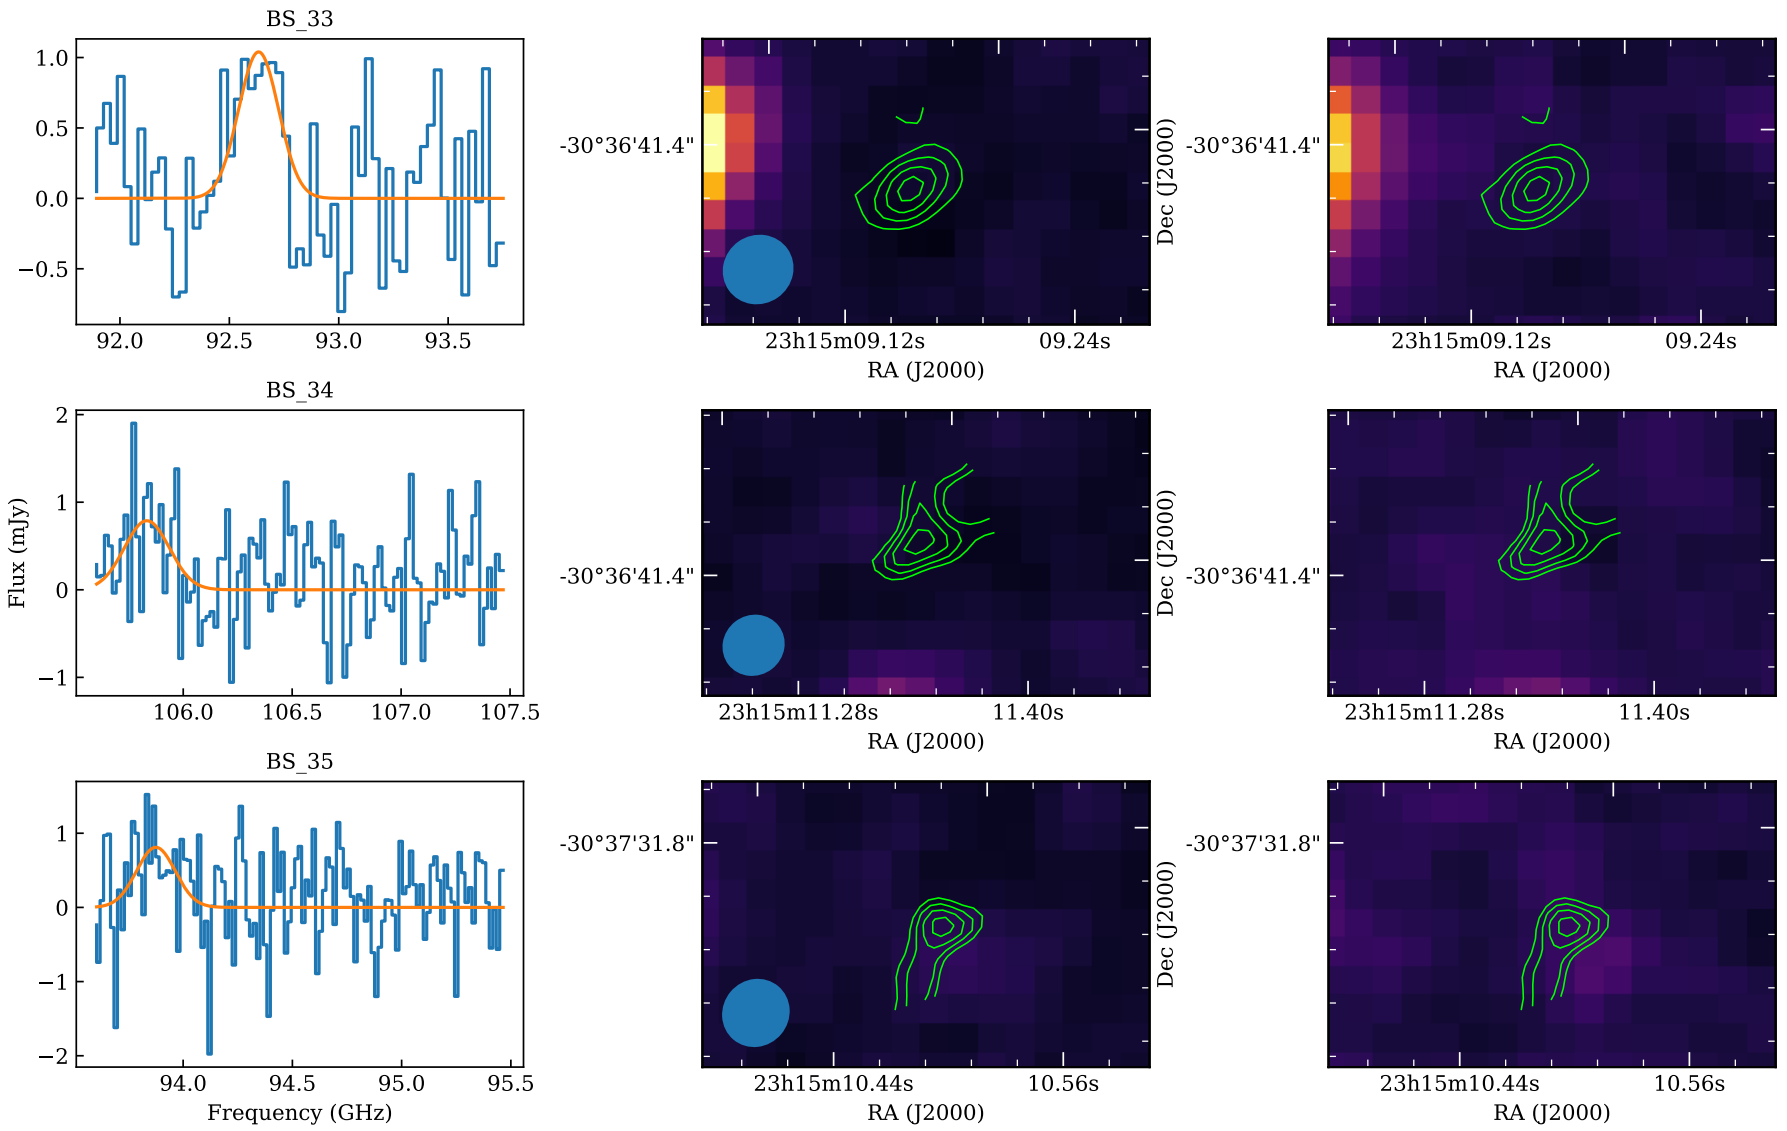 BS_33
1.0
0.5
0.0
−0.5
92.0 92.5 93.0 93.5
-30°36'41.4"
23h15m09.12s 09.24s
RA (J2000)
Dec (J2000)
-30°36'41.4"
23h15m09.12s 09.24s
RA (J2000)
BS_34
Flux (mJy)
2
1
0
−1
106.0 106.5 107.0 107.5
-30°36'41.4"
23h15m11.28s 11.40s
RA (J2000)
Dec (J2000)
-30°36'41.4"
23h15m11.28s 11.40s
RA (J2000)
BS_35
1
0
−1
−2
94.0 94.5 95.0 95.5
Frequency (GHz)
-30°37'31.8"
23h15m10.44s 10.56s
RA (J2000)
Dec (J2000)
-30°37'31.8"
23h15m10.44s 10.56s
RA (J2000)